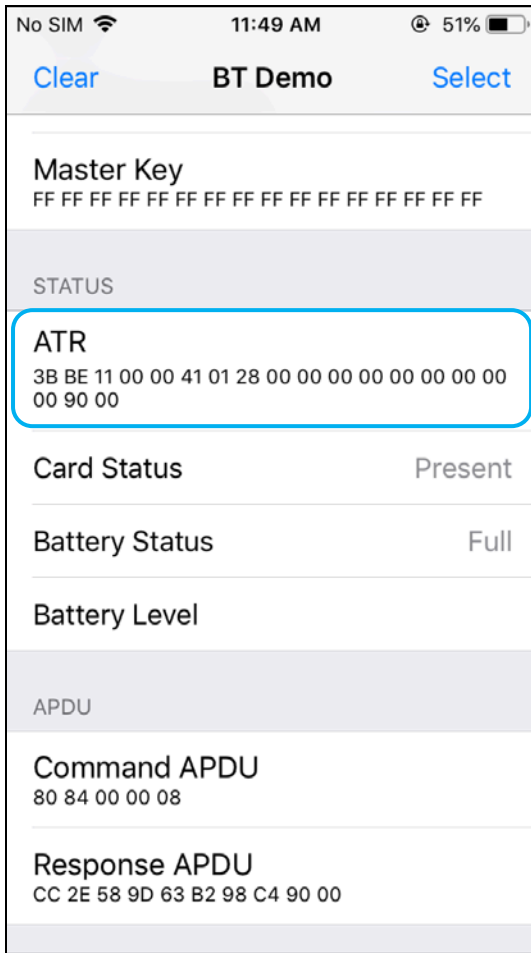 No SIM 11:49 AM 51%
Clear BT Demo Select
Master Key
FF FF FF FF FF FF FF FF FF FF FF FF FF FF FF FF
STATUS
ATR
3B BE 11 00 00 41 01 28 00 00 00 00 00 00 00 00
00 90 00
Card Status Present
Battery Status Full
Battery Level
APDU
Command APDU
80 84 00 00 08
Response APDU
CC 2E 58 9D 63 B2 98 C4 90 00